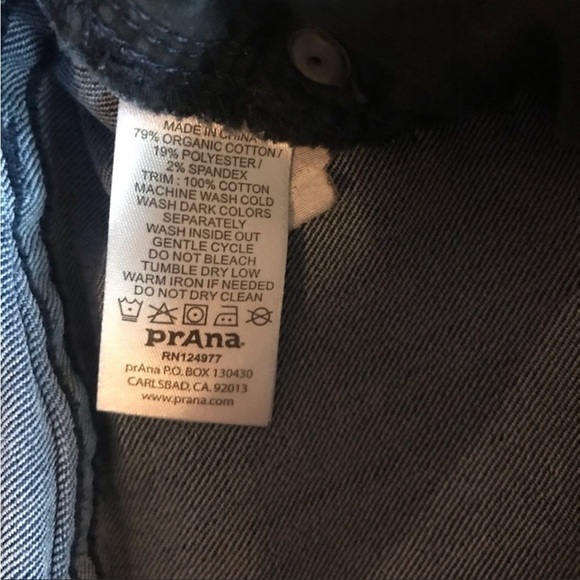 MADE IN CHINA
79% ORGANIC COTTON /
19% POLYESTER /
2% SPANDEX
TRIM : 100% COTTON
MACHINE WASH COLD
WASH DARK COLORS
SEPARATELY
WASH INSIDE OUT
GENTLE CYCLE
DO NOT BLEACH
TUMBLE DRY LOW
WARM IRON IF NEEDED
DO NOT DRY CLEAN
prAna
RN124977
prAna P.O. BOX 130430
CARLSBAD, CA. 92013
www.prana.com